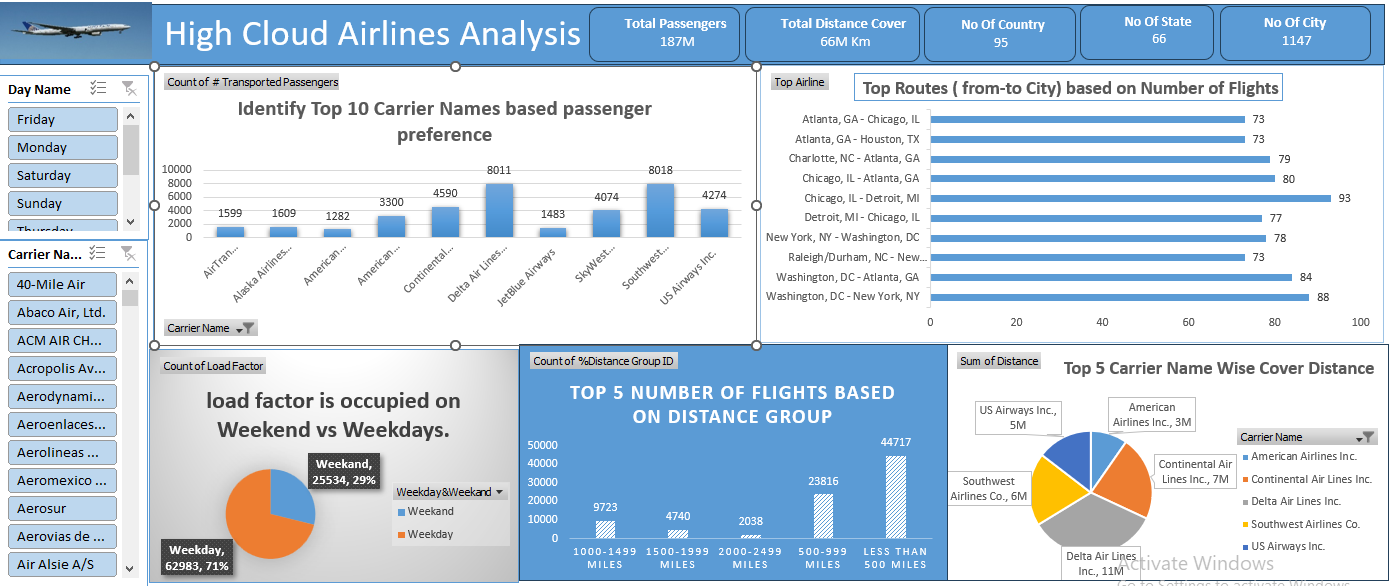 High Cloud Airlines Analysis
Total Passengers
187M
Total Distance Cover
66M Km
No Of Country
95
No Of State
66
No Of City
1147
Day Name
Friday
Monday
Saturday
Sunday
Thursday
Carrier Na...
40-Mile Air
Abaco Air, Ltd.
ACM AIR CH...
Acropolis Av...
Aerodynami...
Aeroenlaces...
Aerolineas ...
Aeromexico ...
Aerosur
Aerovias de ...
Air Alsie A/S
Count of # Transported Passengers
Identify Top 10 Carrier Names based passenger
preference
10000
8000
6000
4000
2000
0
1599
1609
1282
3300
4590
8011
1483
4074
8018
4274
AirTran...
Alaska Airlines...
American...
American...
Continental...
Delta Air Lines...
JetBlue Airways
SkyWest...
Southwest...
US Airways Inc.
Carrier Name
Top Airline
Top Routes ( from-to City) based on Number of Flights
Atlanta, GA - Chicago, IL 73
Atlanta, GA - Houston, TX 73
Charlotte, NC - Atlanta, GA 79
Chicago, IL - Atlanta, GA 80
Chicago, IL - Detroit, MI 93
Detroit, MI - Chicago, IL 77
New York, NY - Washington, DC 78
Raleigh/Durham, NC - New... 73
Washington, DC - Atlanta, GA 84
Washington, DC - New York, NY 88
0 20 40 60 80 100
Count of Load Factor
load factor is occupied on
Weekend vs Weekdays.
Weekand,
25534, 29%
Weekday,
62983, 71%
Weekday&Weekand
Weekand
Weekday
Count of %Distance Group ID
TOP 5 NUMBER OF FLIGHTS BASED
ON DISTANCE GROUP
50000
40000
30000
20000
10000
0
9723
4740
2038
23816
44717
1000-1499
MILES
1500-1999
MILES
2000-2499
MILES
500-999
MILES
LESS THAN
500 MILES
Sum of Distance
Top 5 Carrier Name Wise Cover Distance
US Airways Inc.,
5M
American
Airlines Inc., 3M
Continental Air
Lines Inc., 7M
Southwest
Airlines Co., 6M
Delta Air Lines
Inc., 11M
Carrier Name
American Airlines Inc.
Continental Air Lines Inc.
Delta Air Lines Inc.
Southwest Airlines Co.
US Airways Inc.
Activate Windows
Go to Settings to activate Windows